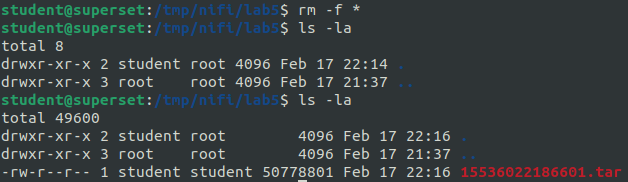 student@superset:/tmp/nifi/lab5$ rm -f *
student@superset:/tmp/nifi/lab5$ ls -la
total 8
drwxr-xr-x 2 student root 4096 Feb 17 22:14 .
drwxr-xr-x 3 root    root 4096 Feb 17 21:37 ..
student@superset:/tmp/nifi/lab5$ ls -la
total 49600
drwxr-xr-x 2 student root        4096 Feb 17 22:16 .
drwxr-xr-x 3 root    root        4096 Feb 17 21:37 ..
-rw-r--r-- 1 student student 50778801 Feb 17 22:16 15536022186601.tar